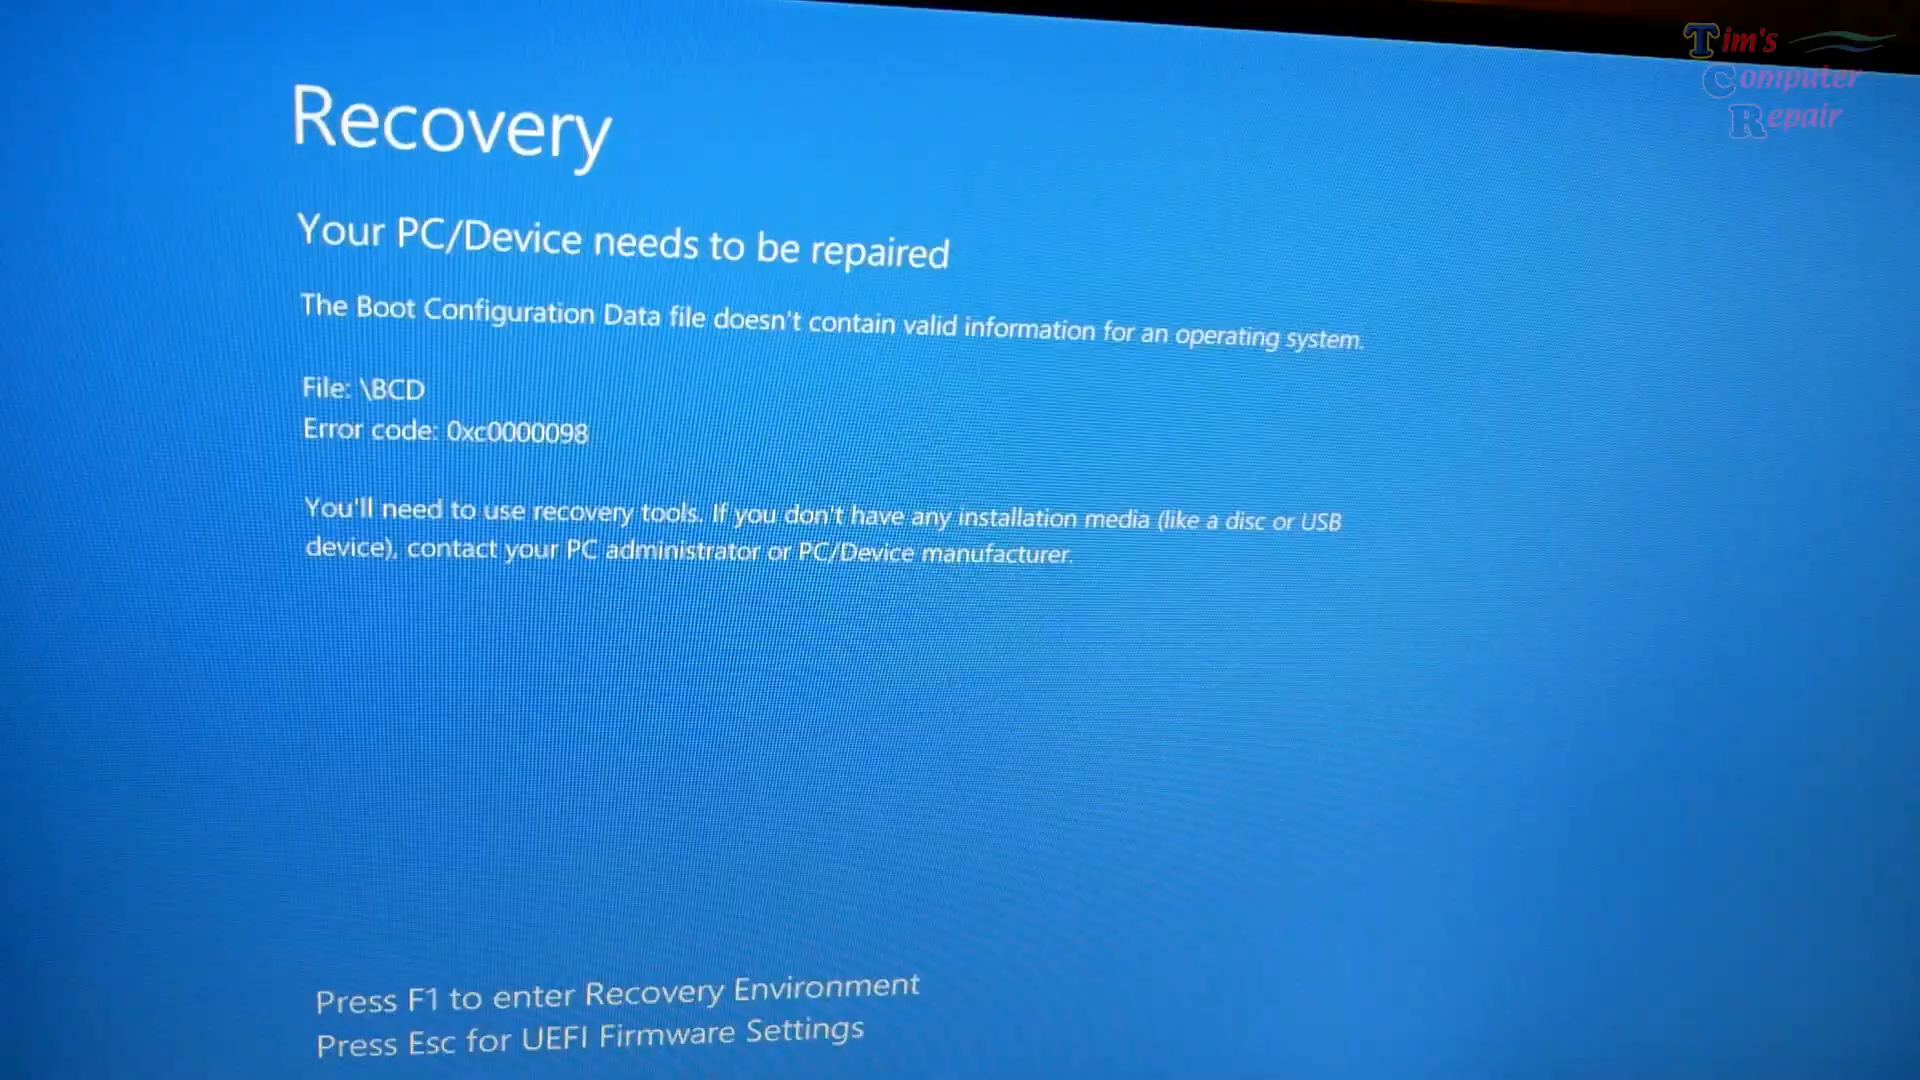 Tim's
Computer
Repair
Recovery
Your PC/Device needs to be repaired
The Boot Configuration Data file doesn't contain valid information for an operating system.
File: \BCD
Error code: 0xc0000098
You'll need to use recovery tools. If you don't have any installation media (like a disc or USB
device), contact your PC administrator or PC/Device manufacturer.
Press F1 to enter Recovery Environment
Press Esc for UEFI Firmware Settings